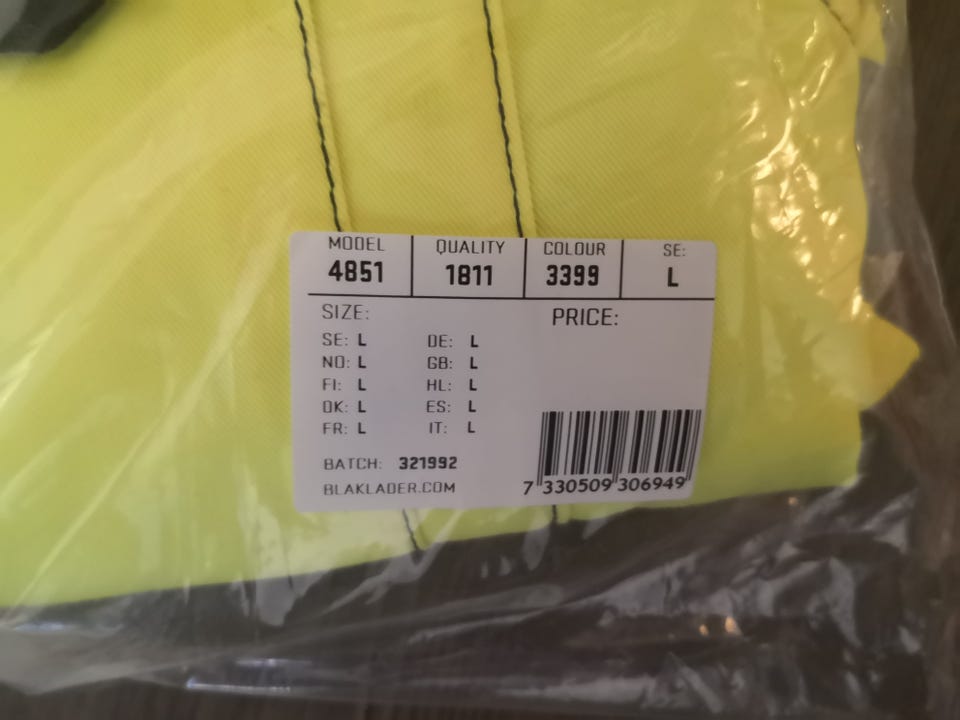 MODEL QUALITY COLOUR SE:
4851 1811 3399 L
SIZE: PRICE:
SE: L DE: L
NO: L GB: L
FI: L HL: L
DK: L ES: L
FR: L IT: L
BATCH: 321992
BLAKLADER.COM
7 330509 306949